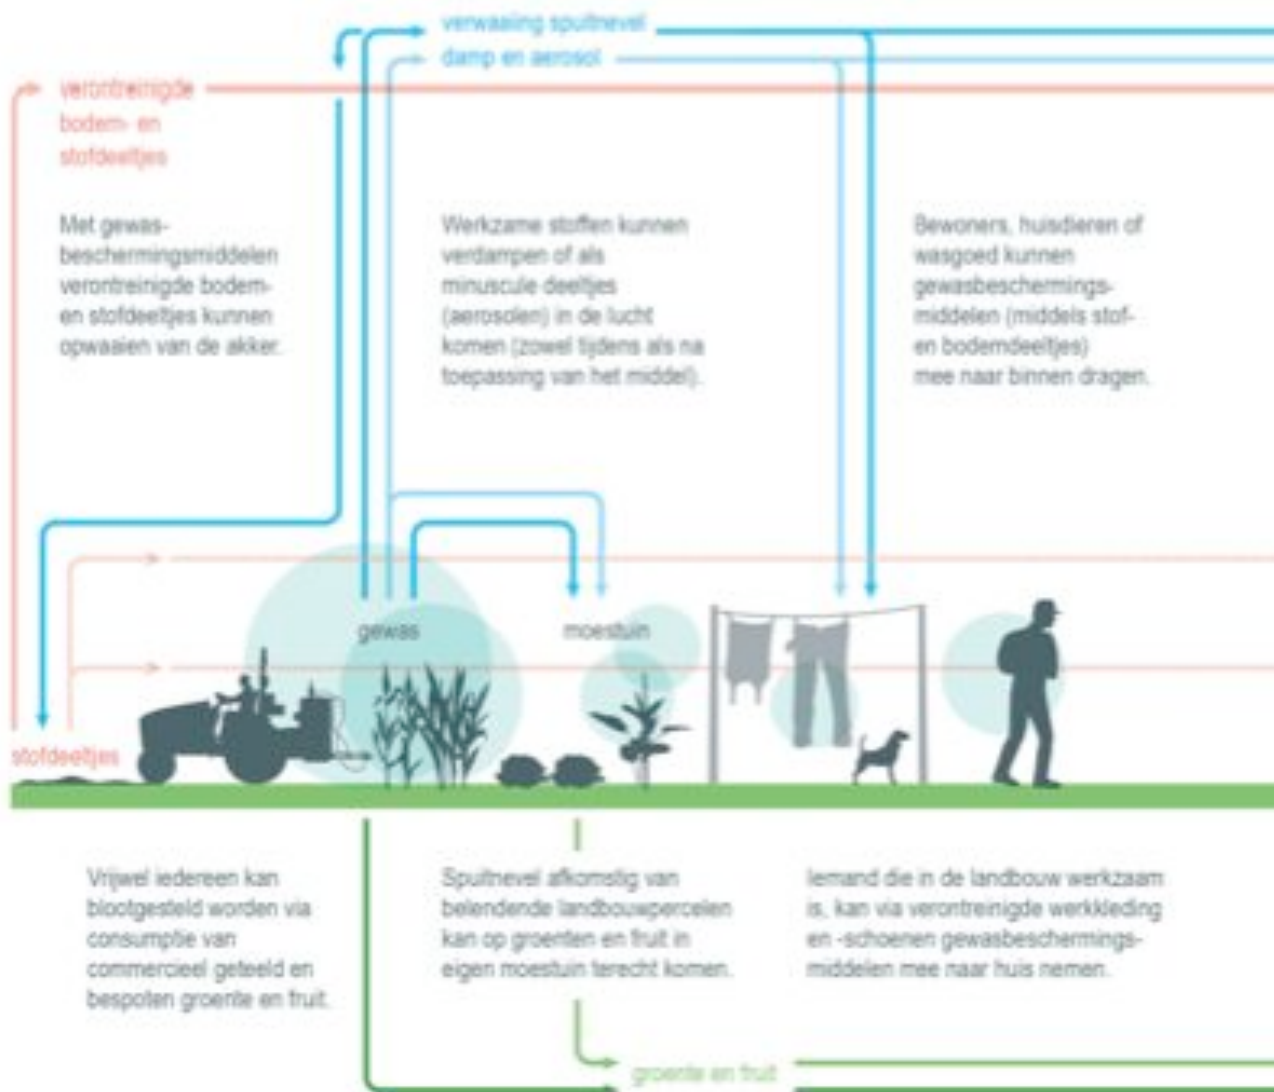 verwaaiing spuitnevel
damp en aerosol
verontreinigde
bodem- en
stofdeeltjes
Met gewas-
beschermingsmiddelen
verontreinigde bodem-
en stofdeeltjes kunnen
opwaaien van de akker.
Werkzame stoffen kunnen
verdampen of als
minuscule deeltjes
(aerosolen) in de lucht
komen (zowel tijdens als na
toepassing van het middel).
Bewoners, huisdieren of
wasgoed kunnen
gewasbeschermings-
middelen (middels stof-
en bodemdeeltjes)
mee naar binnen dragen.
gewas
moestuin
stofdeeltjes
Vrijwel iedereen kan
blootgesteld worden via
consumptie van
commercieel geteeld en
bespoten groente en fruit.
Spuitnevel afkomstig van
belendende landbouwpercelen
kan op groenten en fruit in
eigen moestuin terecht komen.
Iemand die in de landbouw werkzaam
is, kan via verontreinigde werkkleding
en -schoenen gewasbeschermings-
middelen mee naar huis nemen.
groente en fruit